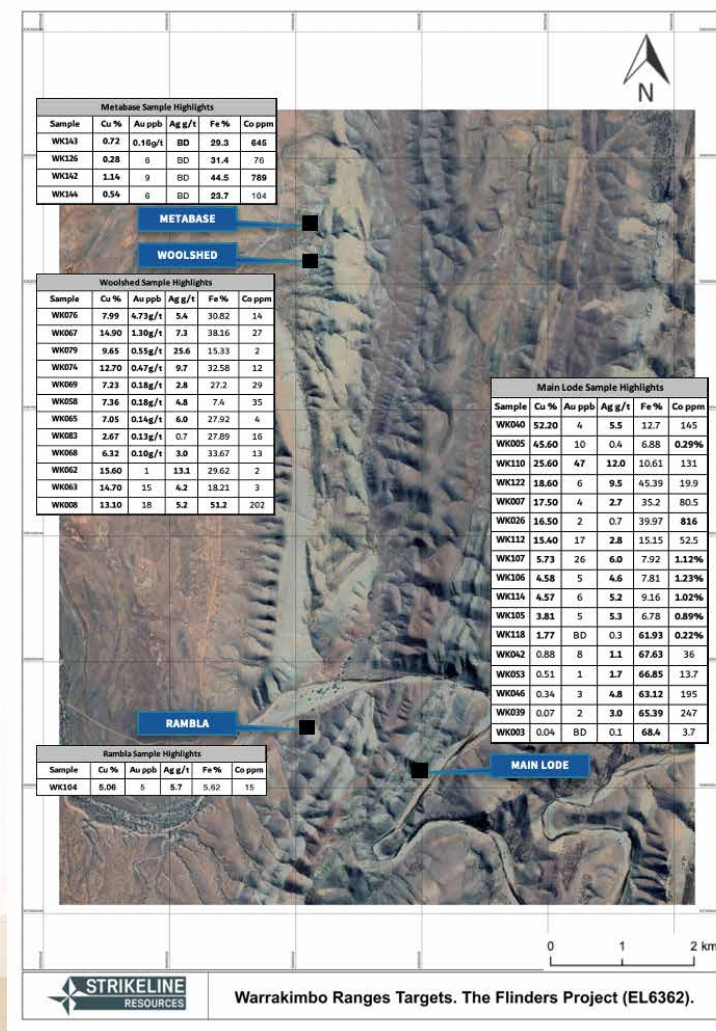 N
Metabase Sample Highlights
Sample Cu % Au ppb Ag g/t Fe % Co ppm
WK143 0.72 0.16g/t BD 29.3 645
WK126 0.28 6 BD 31.4 76
WK142 1.14 9 BD 44.5 789
WK144 0.54 6 BD 23.7 104
METABASE
WOOLSHED
Woolshed Sample Highlights
Sample Cu % Au ppb Ag g/t Fe % Co ppm
WK076 7.99 4.73g/t 5.4 30.82 14
WK067 14.90 1.30g/t 7.3 38.16 27
WK079 9.65 0.55g/t 25.6 15.33 2
WK074 12.70 0.47g/t 9.7 32.58 12
WK069 7.23 0.18g/t 2.8 27.2 29
WK058 7.36 0.18g/t 4.8 7.4 35
WK065 7.05 0.14g/t 6.0 27.92 4
WK083 2.67 0.13g/t 0.7 27.89 16
WK068 6.32 0.10g/t 3.0 33.67 13
WK062 15.60 1 13.1 29.62 2
WK063 14.70 15 4.2 18.21 3
WK008 13.10 18 5.2 51.2 202
Main Lode Sample Highlights
Sample Cu % Au ppb Ag g/t Fe % Co ppm
WK040 52.20 4 5.5 12.7 145
WK005 45.60 10 0.4 6.88 0.29%
WK110 25.60 47 12.0 10.61 131
WK122 18.60 6 9.5 45.39 19.9
WK007 17.50 4 2.7 35.2 80.5
WK026 16.50 2 0.7 39.97 816
WK112 15.40 17 2.8 15.15 52.5
WK107 5.73 26 6.0 7.92 1.12%
WK106 4.58 5 4.6 7.81 1.23%
WK114 4.57 6 5.2 9.16 1.02%
WK105 3.81 5 5.3 6.78 0.89%
WK118 1.77 BD 0.3 61.93 0.22%
WK042 0.88 8 1.1 67.63 36
WK053 0.51 1 1.7 66.85 13.7
WK046 0.34 3 4.8 63.12 195
WK039 0.07 2 3.0 65.39 247
WK003 0.04 BD 0.1 68.4 3.7
RAMBLA
Rambla Sample Highlights
Sample Cu % Au ppb Ag g/t Fe % Co ppm
WK104 5.06 5 5.7 5.62 15
MAIN LODE
0 1 2 km
STRIKELINE
RESOURCES
Warrakimbo Ranges Targets. The Flinders Project (EL6362).